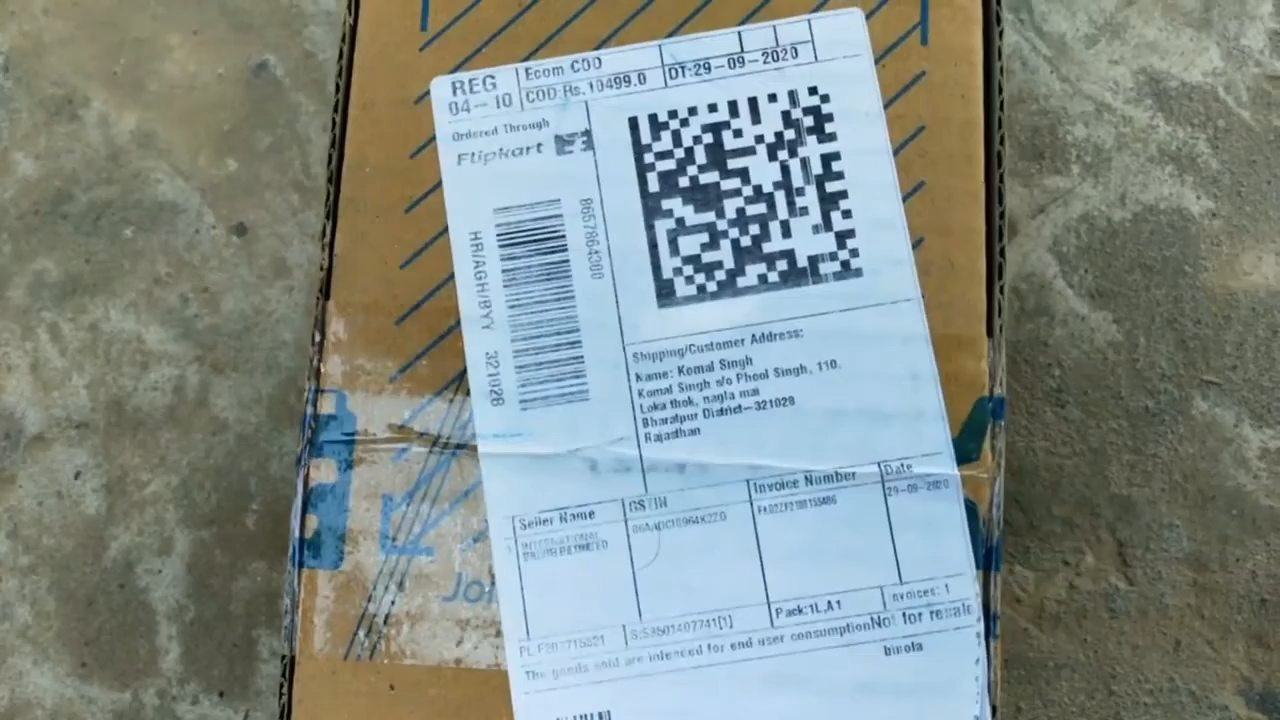 REG
04-10
Ecom COD
COD:Rs.10499.0
DT:29-09-2020
Ordered Through
Flipkart
8657864300
HR/AGH/BYY 321028
Shipping/Customer Address:
Name: Komal Singh
Komal Singh s/o Phool Singh, 110.
Loka thok, nagla mai
Bharatpur District-321028
Rajasthan
Seller Name
GSTIN
Invoice Number
Date
INTERNATIONAL
29-09-2020
Pack:1L,A1
Invoices: 1
The goods sold are intended for end user consumption Not for resale
binola